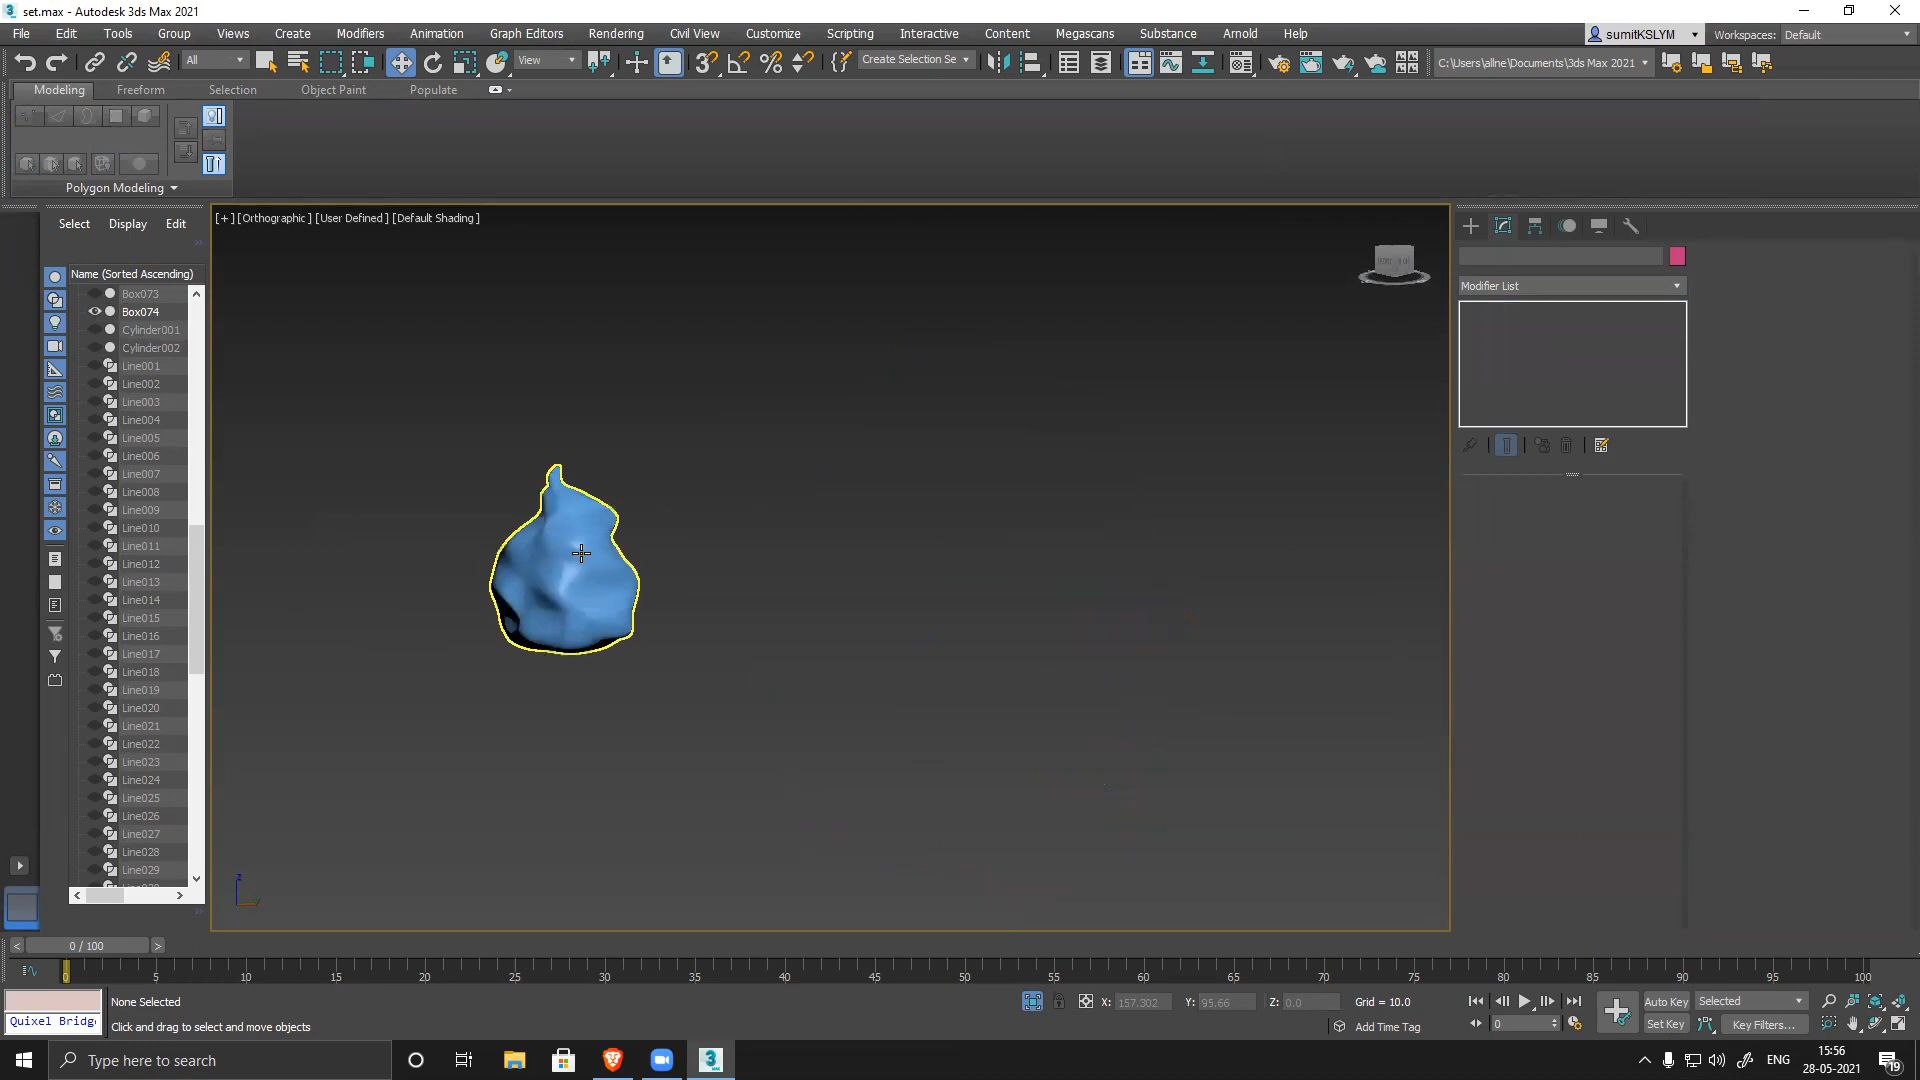 set.max - Autodesk 3ds Max 2021
File Edit Tools Group Views Create Modifiers Animation Graph Editors Rendering Civil View Customize Scripting Interactive Content Megascans Substance Arnold Help
sumitKSLYM Workspaces: Default
All View Create Selection Se C:\Users\allne\Documents\3ds Max 2021
Modeling Freeform Selection Object Paint Populate
Polygon Modeling
Select Display Edit
[+] [Orthographic ] [User Defined ] [Default Shading ]
Name (Sorted Ascending)
Modifier List
Box073
Box074
Cylinder001
Cylinder002
Line001
Line002
Line003
Line004
Line005
Line006
Line007
Line008
Line009
Line010
Line011
Line012
Line013
Line014
Line015
Line016
Line017
Line018
Line019
Line020
Line021
Line022
Line023
Line024
Line025
Line026
Line027
Line028
Line029
z
0 / 100
0 5 10 15 20 25 30 35 40 45 50 55 60 65 70 75 80 85 90 95 100
None Selected
X: 157.302 Y: 95.66 Z: 0.0 Grid = 10.0
Auto Key Selected
Quixel Bridg
Click and drag to select and move objects
Add Time Tag
0
Set Key Key Filters...
Type here to search
ENG
15:56
28-05-2021
19